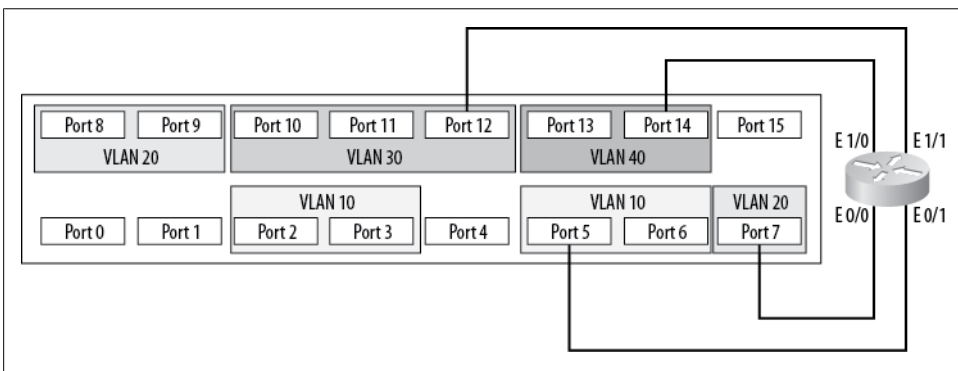 Port 8 Port 9 Port 10 Port 11 Port 12 Port 13 Port 14 Port 15
VLAN 20 VLAN 30 VLAN 40
E 1/0 E 1/1
VLAN 10 VLAN 10 VLAN 20
E 0/0 E 0/1
Port 0 Port 1 Port 2 Port 3 Port 4 Port 5 Port 6 Port 7